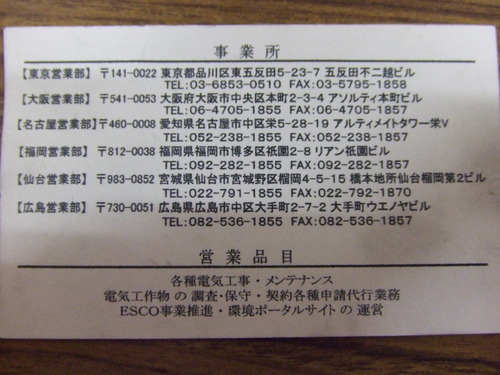 事業所
【東京営業部】 〒141-0022 東京都品川区東五反田5-23-7 五反田不二越ビル
TEL:03-6853-0510 FAX:03-5795-1858
【大阪営業部】 〒541-0053 大阪府大阪市中央区本町2-3-4 アソルティ本町ビル
TEL:06-4705-1855 FAX:06-4705-1857
【名古屋営業部】 〒460-0008 愛知県名古屋市中区栄5-28-19 アルティメイトタワー栄V
TEL:052-238-1855 FAX:052-238-1857
【福岡営業部】 〒812-0038 福岡県福岡市博多区祇園2-8 リアン祇園ビル
TEL:092-282-1855 FAX:092-282-1857
【仙台営業部】 〒983-0852 宮城県仙台市宮城野区榴岡4-5-15 橋本地所仙台榴岡第2ビル
TEL:022-791-1855 FAX:022-792-1870
【広島営業部】 〒730-0051 広島県広島市中区大手町2-7-2 大手町ウエノヤビル
TEL:082-536-1855 FAX:082-536-1857
営業品目
各種電気工事・メンテナンス
電気工作物の調査・保守・契約各種申請代行業務
ESCO事業推進・環境ポータルサイトの運営